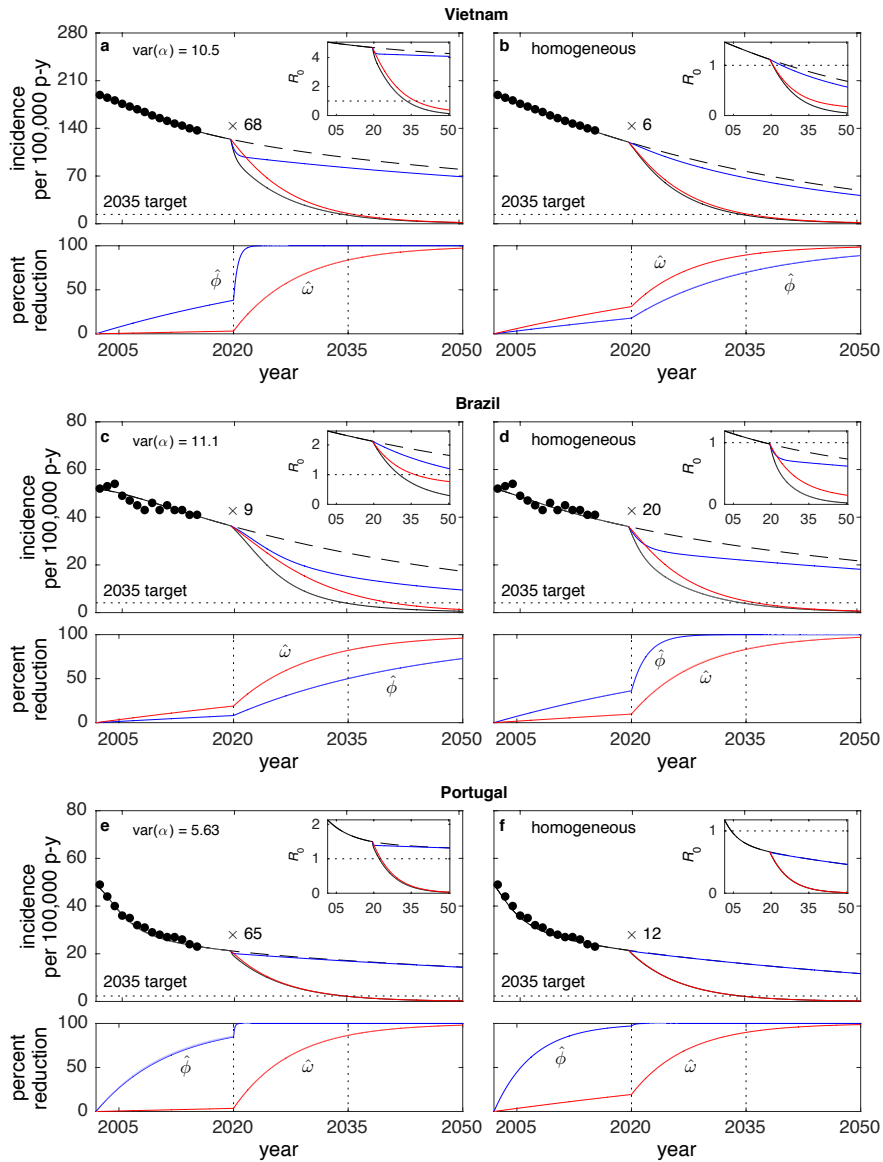 Vietnam
a var(α) = 10.5
b homogeneous
280
210
140
70
0
incidence
per 100,000 p-y
× 68
× 6
2035 target
2035 target
R0
4
2
0
05 20 35 50
R0
1
0
05 20 35 50
100
50
0
percent
reduction
φ̂
ω̂
ω̂
φ̂
2005 2020 2035 2050
2005 2020 2035 2050
year
year
Brazil
c var(α) = 11.1
d homogeneous
80
60
40
20
0
incidence
per 100,000 p-y
× 9
× 20
2035 target
2035 target
R0
2
1
0
05 20 35 50
R0
1
0
05 20 35 50
100
50
0
percent
reduction
ω̂
φ̂
φ̂
ω̂
2005 2020 2035 2050
2005 2020 2035 2050
year
year
Portugal
e var(α) = 5.63
f homogeneous
80
60
40
20
0
incidence
per 100,000 p-y
× 65
× 12
2035 target
2035 target
R0
2
1
0
05 20 35 50
R0
1
0
05 20 35 50
100
50
0
percent
reduction
φ̂
ω̂
φ̂
ω̂
2005 2020 2035 2050
2005 2020 2035 2050
year
year